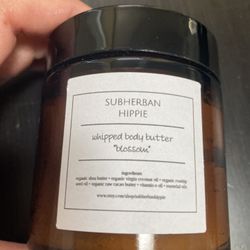 SUBHERBAN
HIPPIE
whipped body butter
"blossom"
ingredients:
organic shea butter • organic virgin coconut oil • organic rosehip
seed oil • organic raw cacao butter • vitamin e oil • essential oils
www.etsy.com/shop/subherbanhippie